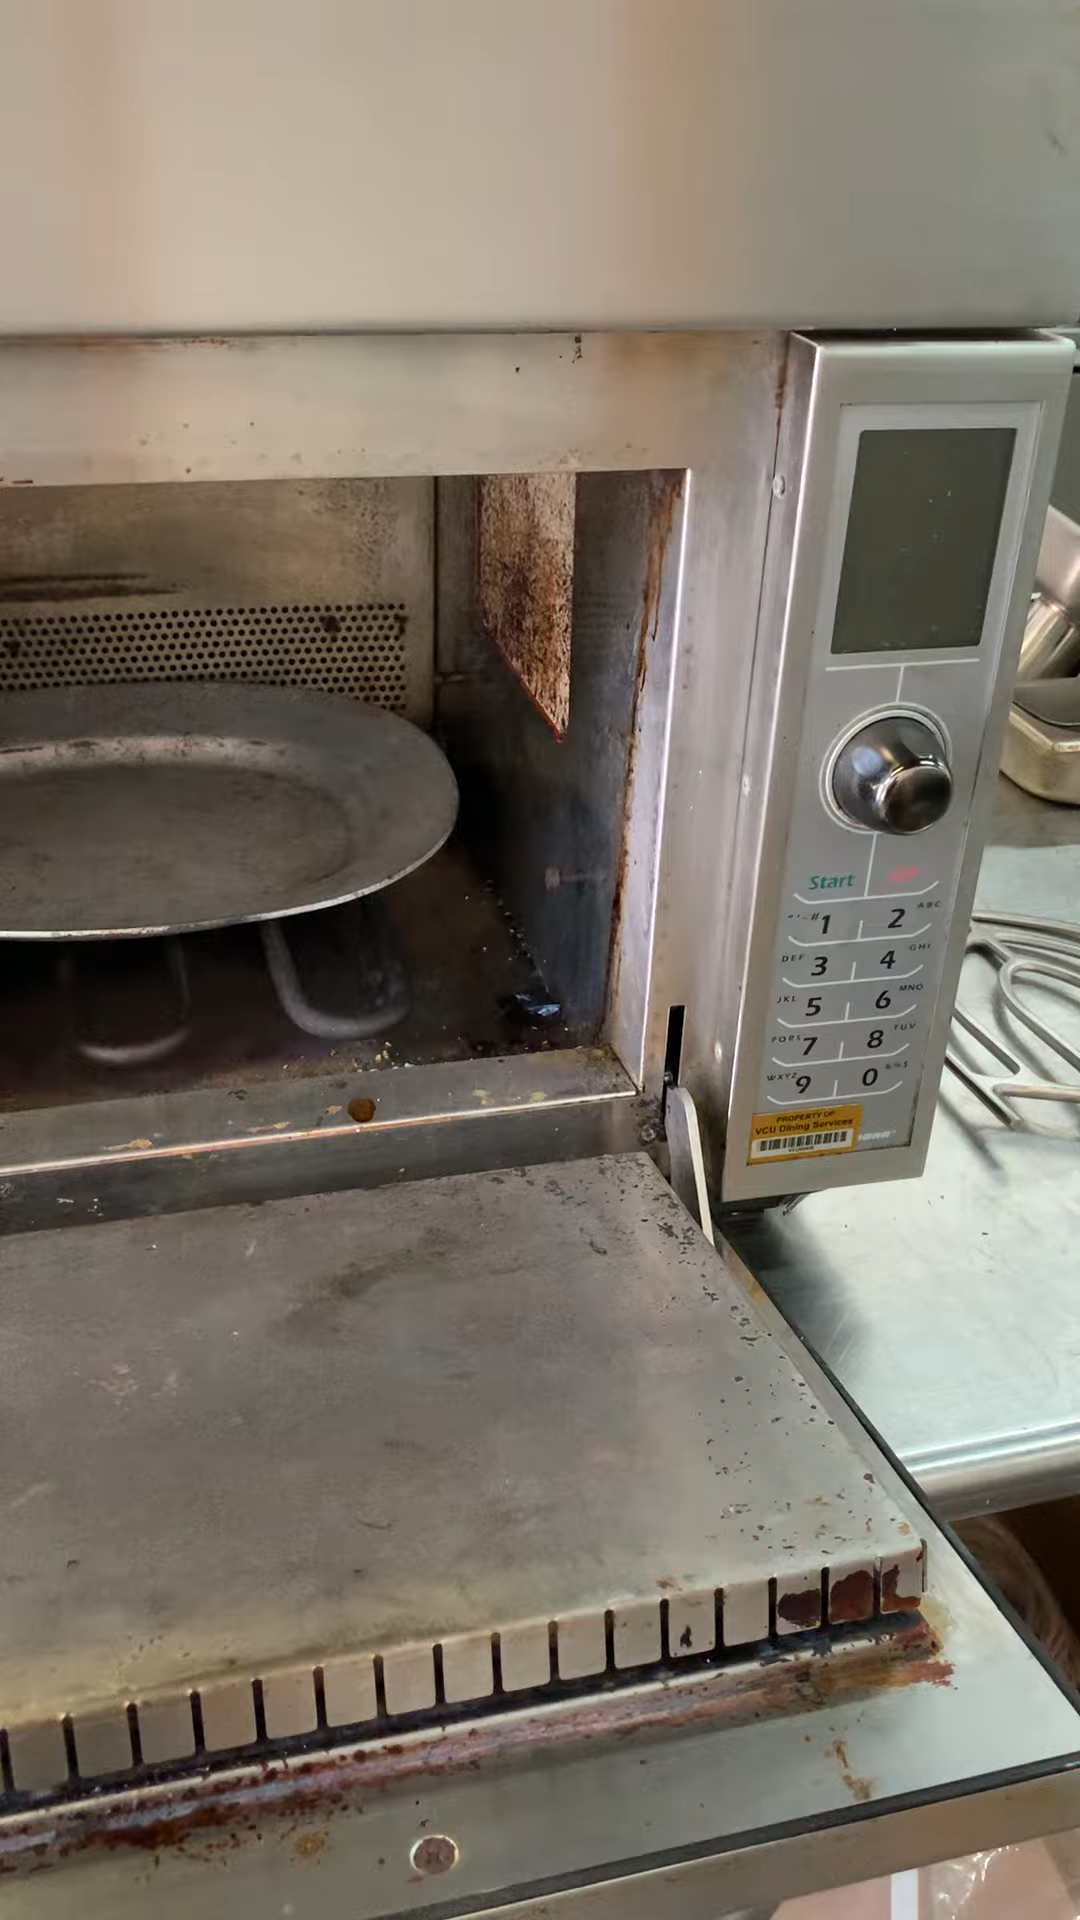 Start
#1
2 ABC
DEF 3
4 GHI
JKL 5
6 MNO
PQRS 7
8 TUV
WXYZ 9
0 &%$
PROPERTY OF
VCU Dining Services